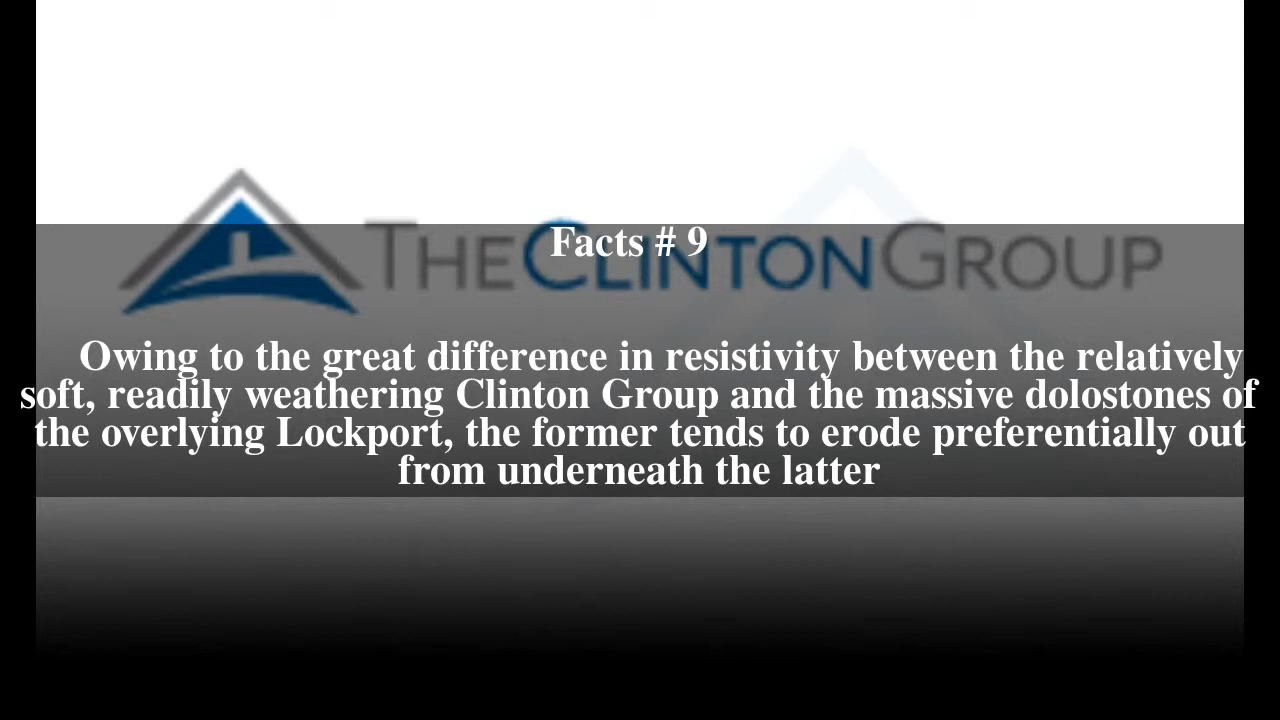 THECLINTONGROUP
Facts # 9
Owing to the great difference in resistivity between the relatively
soft, readily weathering Clinton Group and the massive dolostones of
the overlying Lockport, the former tends to erode preferentially out
from underneath the latter